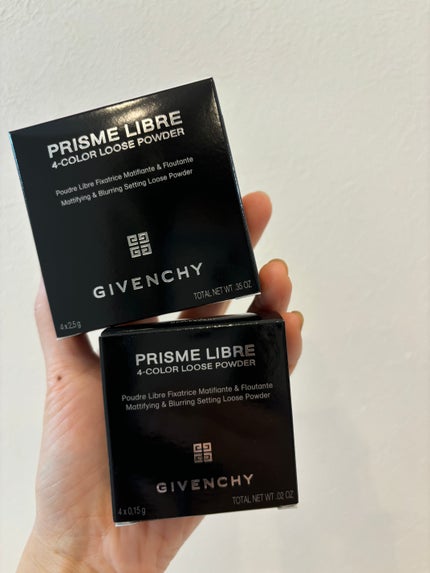 PRISME LIBRE
4-COLOR LOOSE POWDER
Poudre Libre Fixatrice Matifiante & Floutante
Mattifying & Blurring Setting Loose Powder
GIVENCHY
4 x 2,5 g
TOTAL NET WT .35 OZ
PRISME LIBRE
4-COLOR LOOSE POWDER
Poudre Libre Fixatrice Matifiante & Floutante
Mattifying & Blurring Setting Loose Powder
GIVENCHY
4 x 0,15 g
TOTAL NET WT .02 OZ